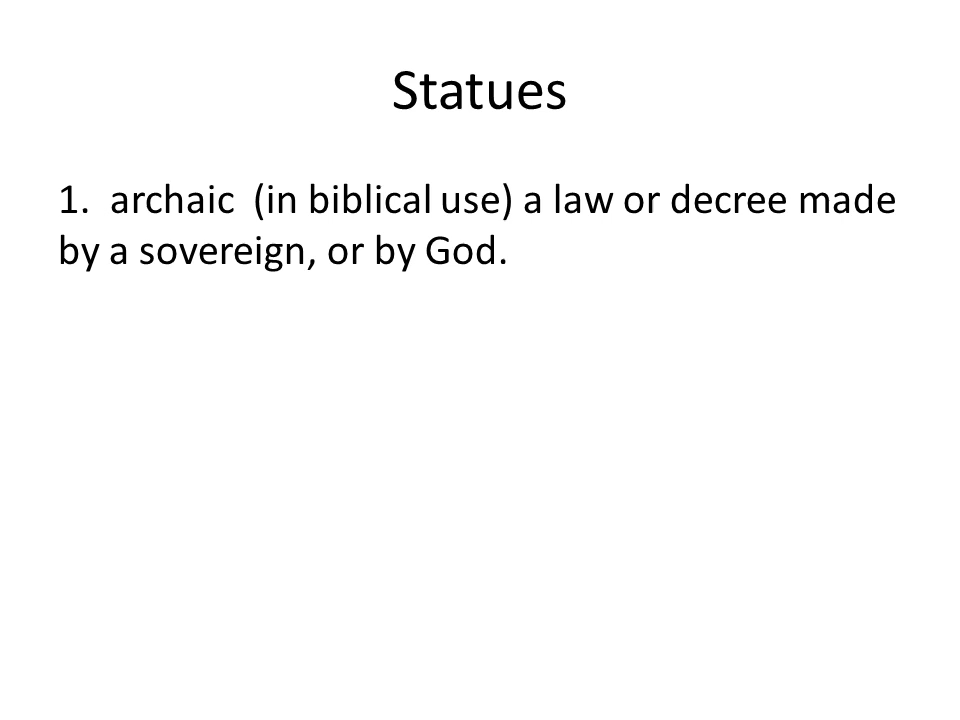 Statues
1. archaic (in biblical use) a law or decree made
by a sovereign, or by God.